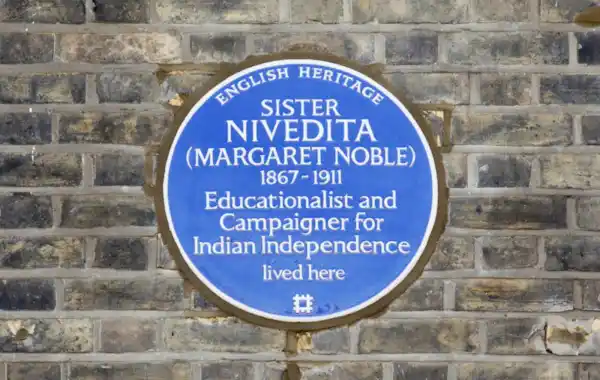 ENGLISH HERITAGE
SISTER
NIVEDITA
(MARGARET NOBLE)
1867-1911
Educationalist and
Campaigner for
Indian Independence
lived here